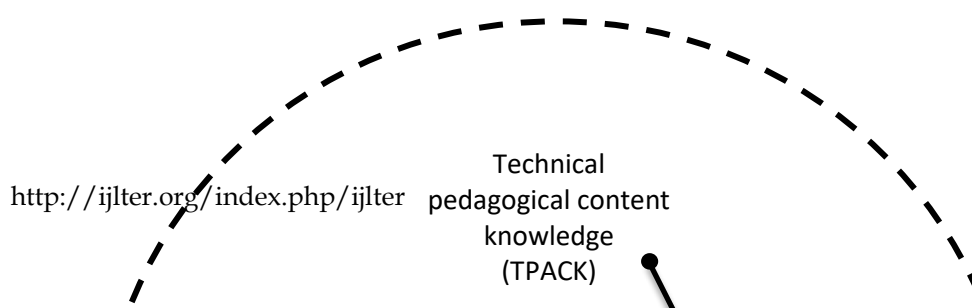 Technical
http://ijlter.org/index.php/ijlter
pedagogical content
knowledge
(TPACK)